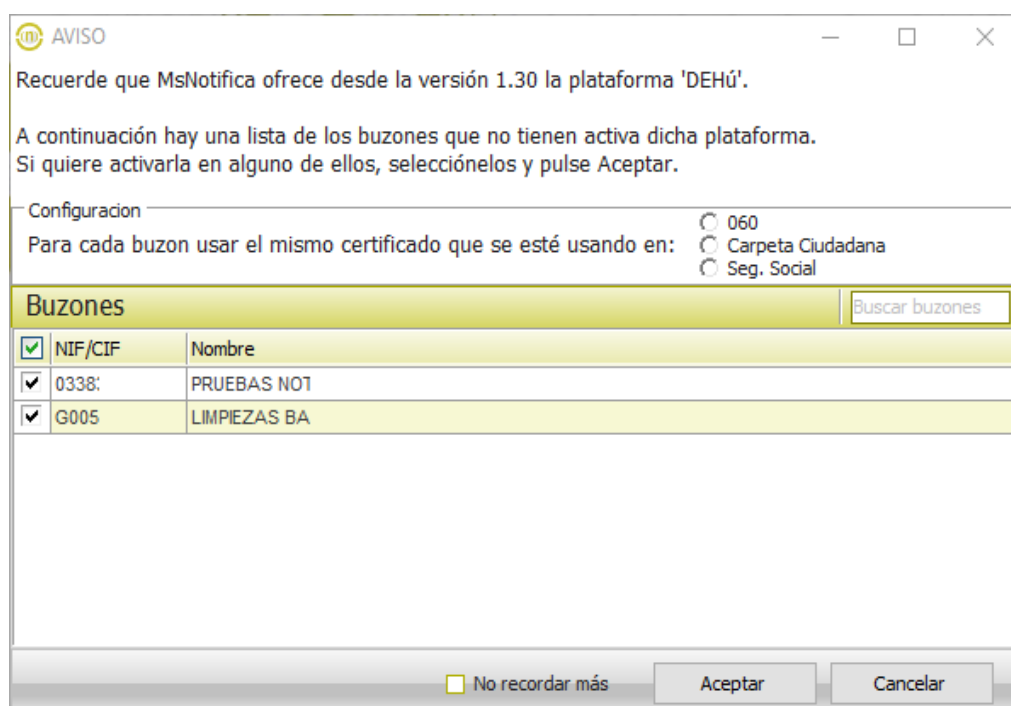 AVISO
Recuerde que MsNotifica ofrece desde la versión 1.30 la plataforma 'DEHú'.
A continuación hay una lista de los buzones que no tienen activa dicha plataforma.
Si quiere activarla en alguno de ellos, selecciónelos y pulse Aceptar.
Configuracion
Para cada buzon usar el mismo certificado que se esté usando en:
060
Carpeta Ciudadana
Seg. Social
Buzones
Buscar buzones
NIF/CIF Nombre
0338 PRUEBAS NOT
G005 LIMPIEZAS BA
No recordar más
Aceptar
Cancelar